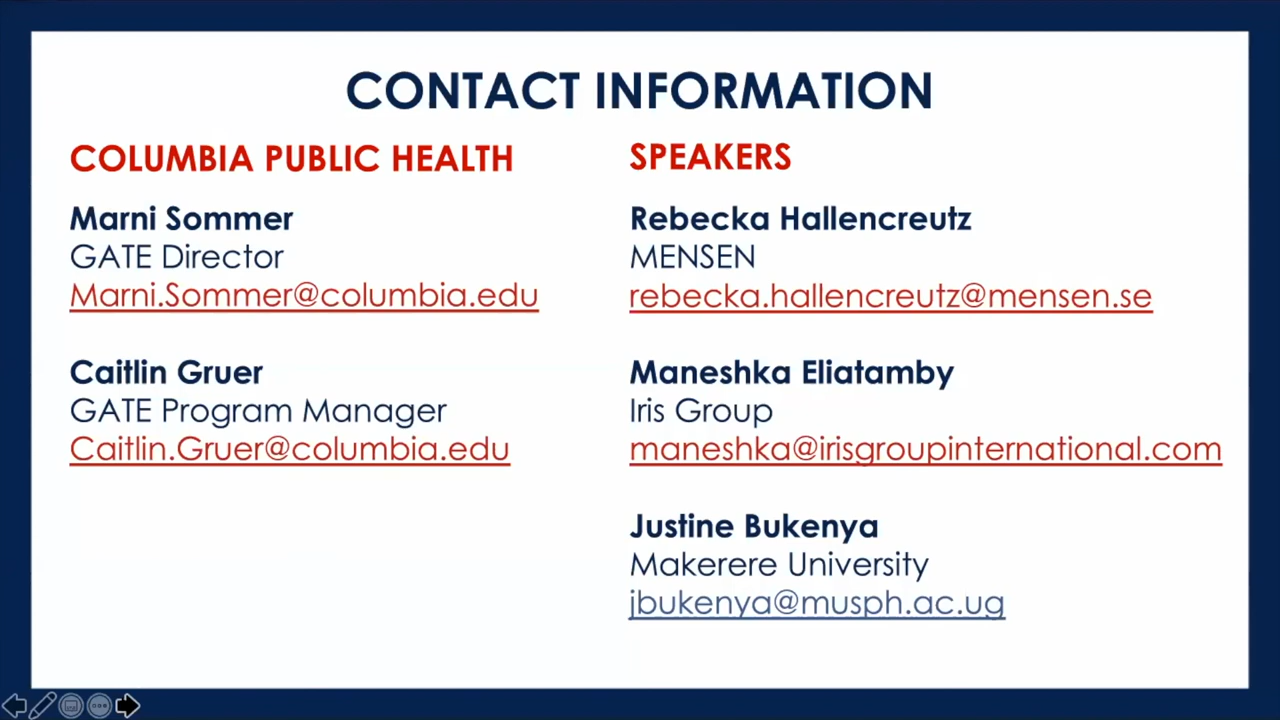 CONTACT INFORMATION
COLUMBIA PUBLIC HEALTH
Marni Sommer
GATE Director
Marni.Sommer@columbia.edu
Caitlin Gruer
GATE Program Manager
Caitlin.Gruer@columbia.edu
SPEAKERS
Rebecka Hallencreutz
MENSEN
rebecka.hallencreutz@mensen.se
Maneshka Eliatamby
Iris Group
maneshka@irisgroupinternational.com
Justine Bukenya
Makerere University
jbukenya@musph.ac.ug